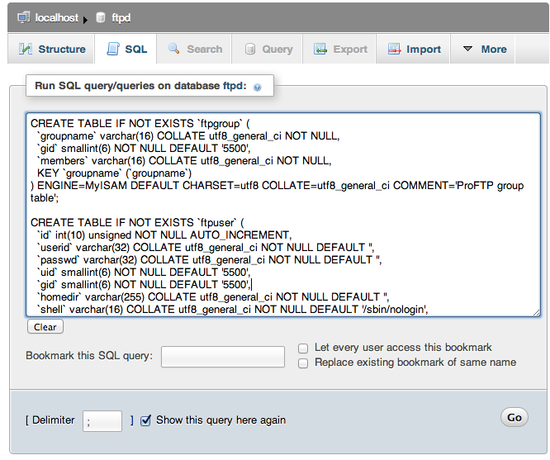 localhost ▸ ftpd
Structure SQL Search Query Export Import More
Run SQL query/queries on database ftpd:
CREATE TABLE IF NOT EXISTS `ftpgroup` (
`groupname` varchar(16) COLLATE utf8_general_ci NOT NULL,
`gid` smallint(6) NOT NULL DEFAULT '5500',
`members` varchar(16) COLLATE utf8_general_ci NOT NULL,
KEY `groupname` (`groupname`)
) ENGINE=MyISAM DEFAULT CHARSET=utf8 COLLATE=utf8_general_ci COMMENT='ProFTP group
table';
CREATE TABLE IF NOT EXISTS `ftpuser` (
`id` int(10) unsigned NOT NULL AUTO_INCREMENT,
`userid` varchar(32) COLLATE utf8_general_ci NOT NULL DEFAULT '',
`passwd` varchar(32) COLLATE utf8_general_ci NOT NULL DEFAULT '',
`uid` smallint(6) NOT NULL DEFAULT '5500',
`gid` smallint(6) NOT NULL DEFAULT '5500',
`homedir` varchar(255) COLLATE utf8_general_ci NOT NULL DEFAULT '',
`shell` varchar(16) COLLATE utf8_general_ci NOT NULL DEFAULT '/sbin/nologin',
Clear
Bookmark this SQL query:
Let every user access this bookmark
Replace existing bookmark of same name
[ Delimiter ; ] Show this query here again
Go